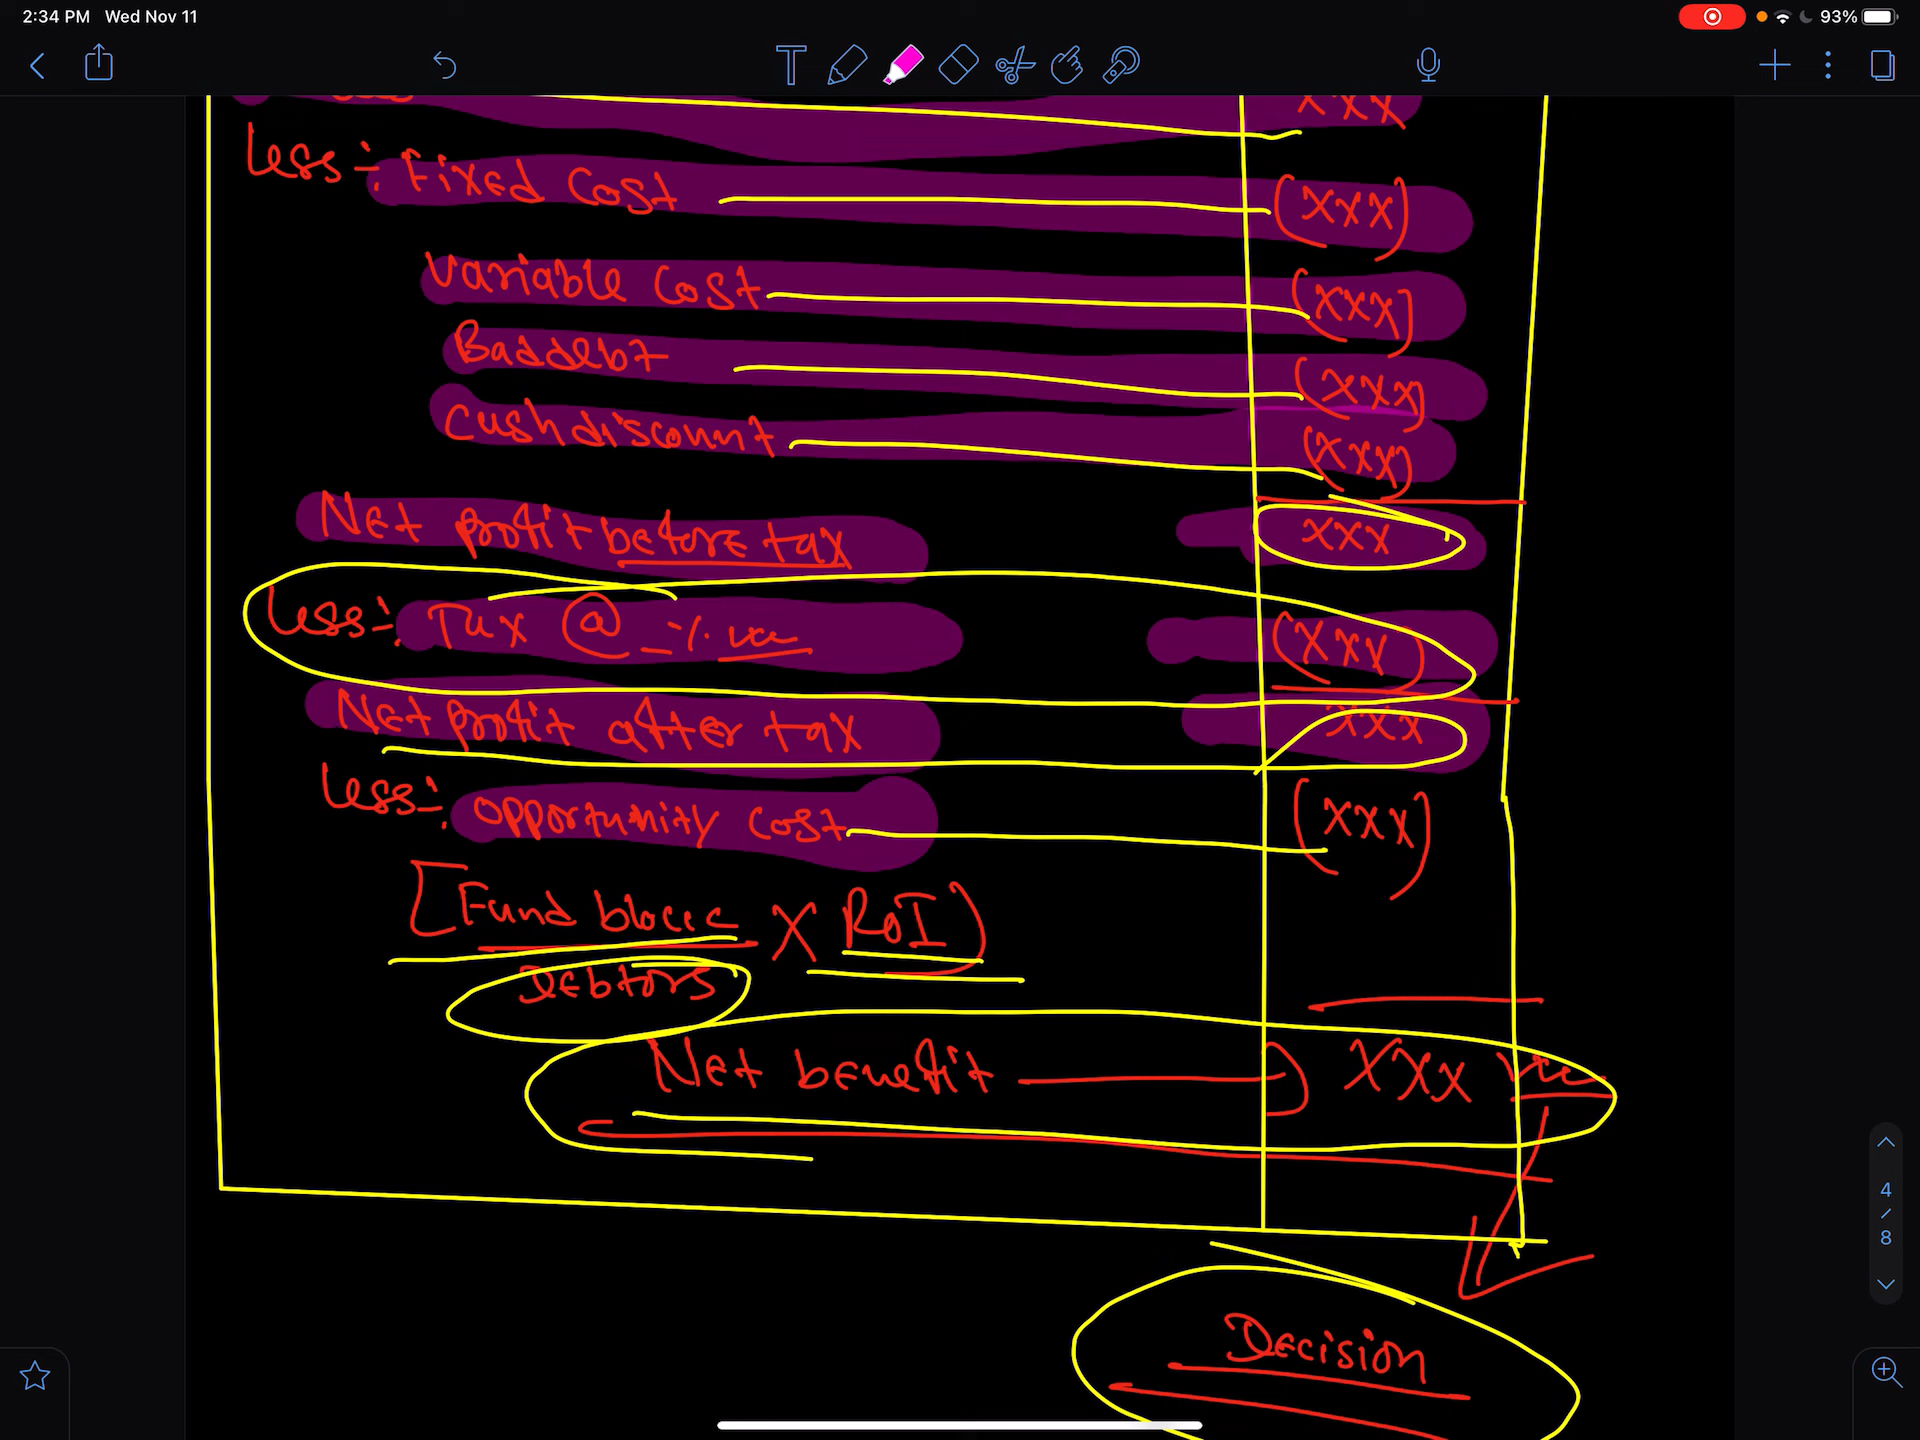 2:34 PM Wed Nov 11
93%
XXX
Less :- Fixed Cost (XXX)
Variable Cost (XXX)
Baddebt (XXX)
Cash discount (XXX)
Net profit before tax XXX
Less :- Tax @ _ %. (XXX)
Net profit after tax XXX
Less :- Opportunity Cost (XXX)
[Fund block X RoI)
Debtors
Net benefit XXX
4
/
8
Decision